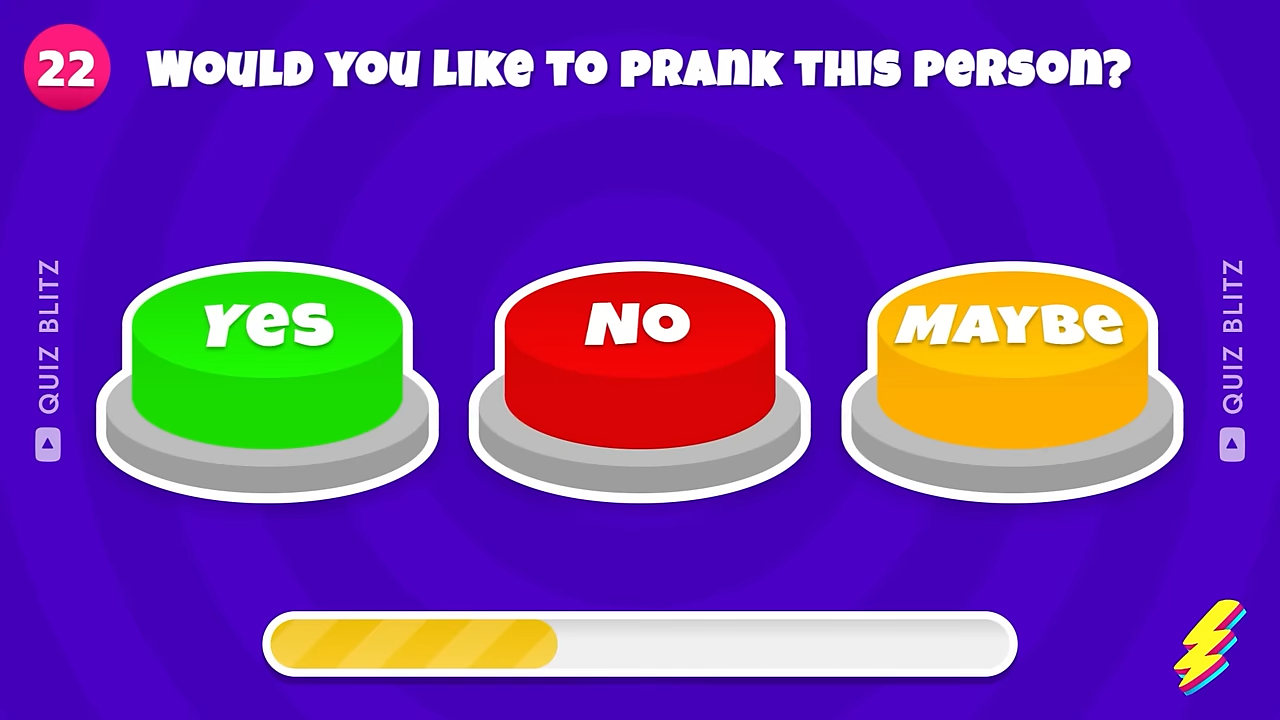 22
WOULD YOU LIKE TO PRANK THIS PERSON?
YES
NO
MAYBE
QUIZ BLITZ
QUIZ BLITZ